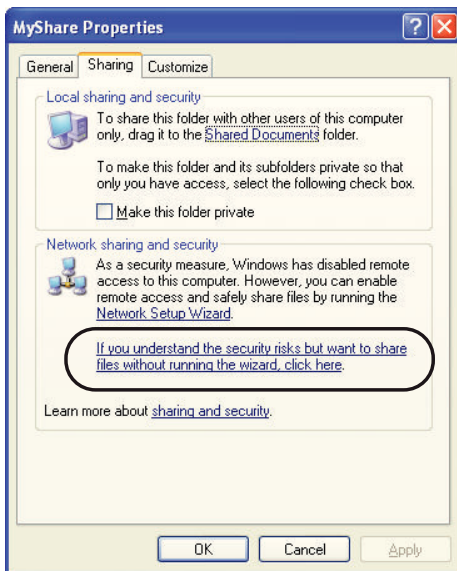 MyShare Properties
General Sharing Customize
Local sharing and security
To share this folder with other users of this computer
only, drag it to the Shared Documents folder.
To make this folder and its subfolders private so that
only you have access, select the following check box.
Make this folder private
Network sharing and security
As a security measure, Windows has disabled remote
access to this computer. However, you can enable
remote access and safely share files by running the
Network Setup Wizard.
If you understand the security risks but want to share
files without running the wizard, click here.
Learn more about sharing and security.
OK Cancel Apply